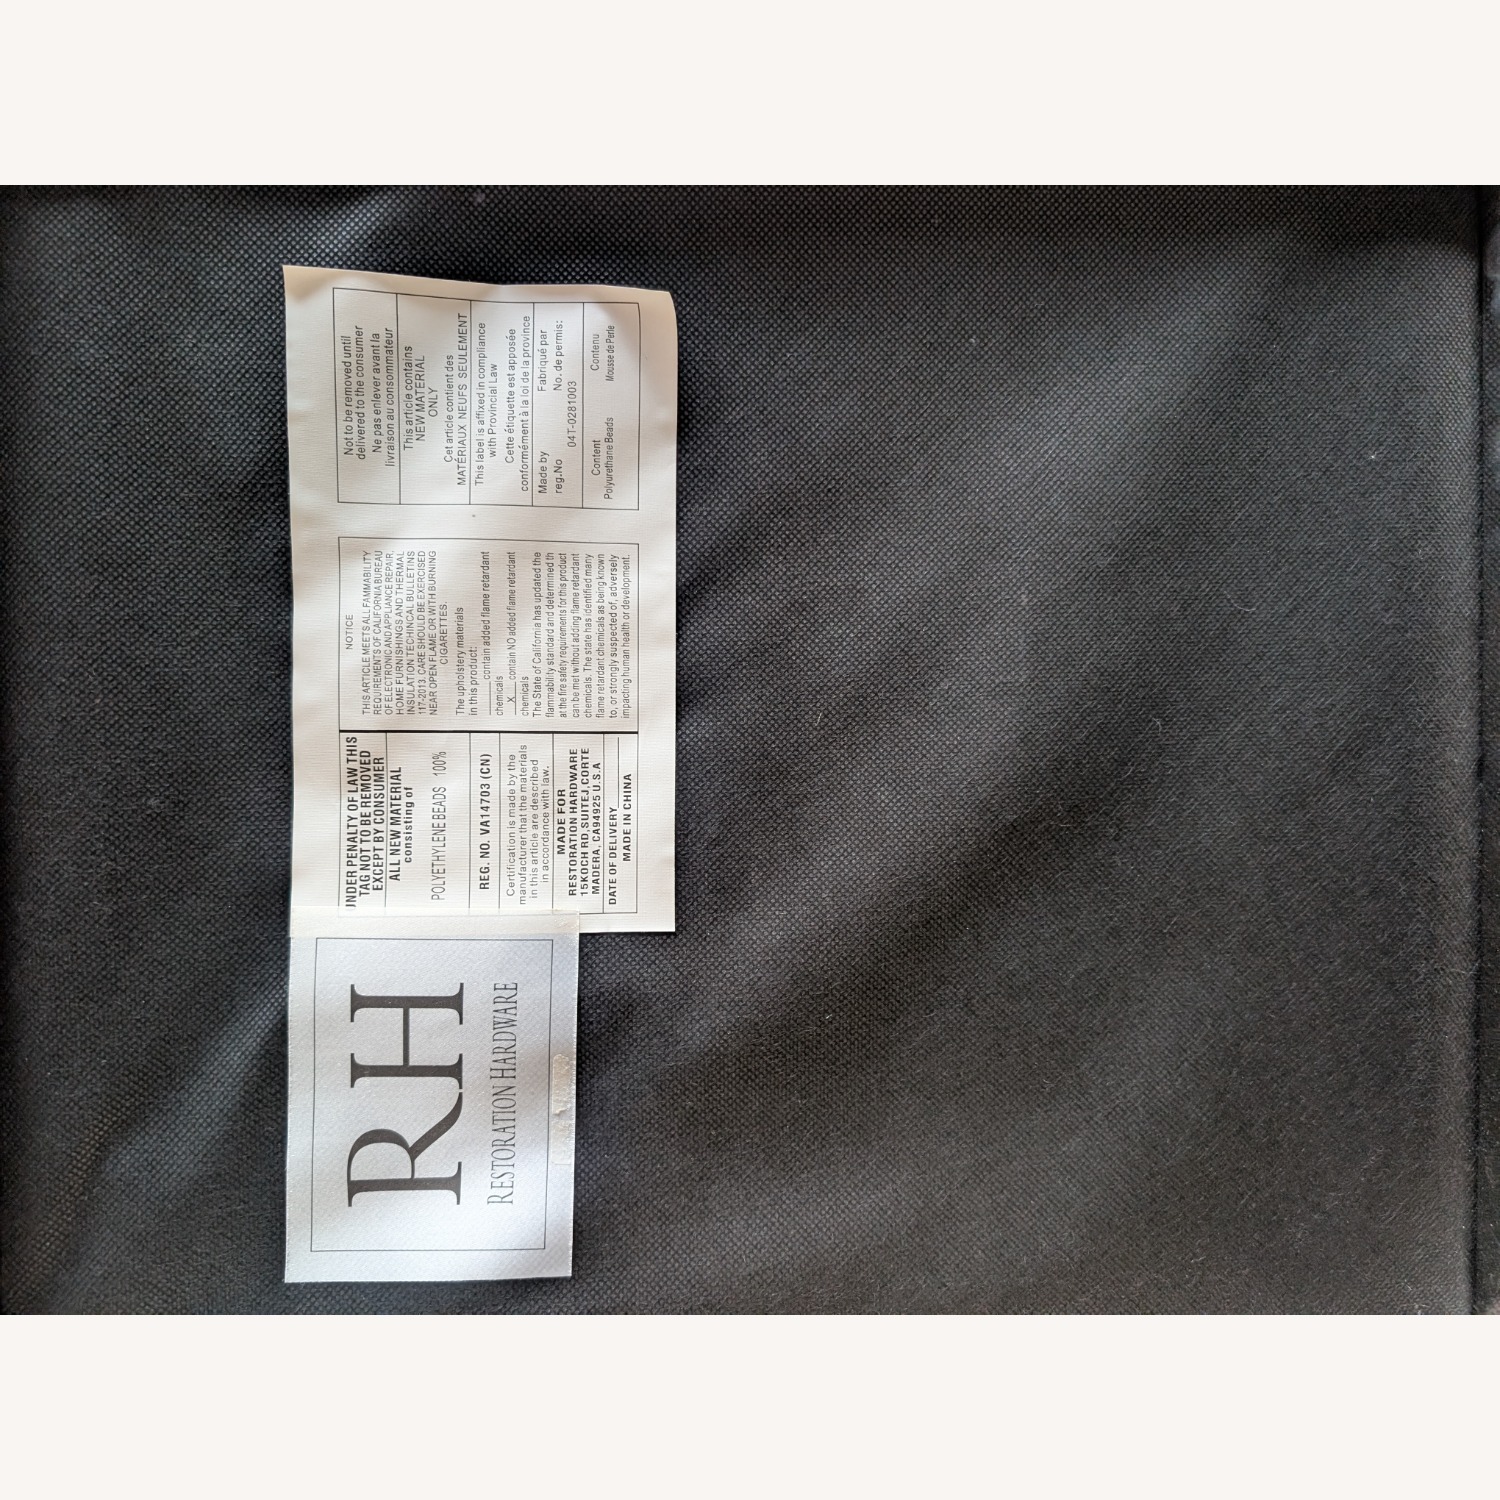 RH
RESTORATION HARDWARE
UNDER PENALTY OF LAW THIS
TAG NOT TO BE REMOVED
EXCEPT BY CONSUMER
ALL NEW MATERIAL
consisting of
POLYETHYLENE BEADS 100%
REG. NO. VA14703 (CN)
Certification is made by the
manufacturer that the materials
in this article are described
in accordance with law.
MADE FOR
RESTORATION HARDWARE
15KOCH RD,SUITEJ,CORTE
MADERA, CA94925 U.S.A
DATE OF DELIVERY
MADE IN CHINA
NOTICE
THIS ARTICLE MEETS ALL FAMMABILITY
REQUIREMENTS OF CALIFORNIA BUREAU
OF ELECTRONIC AND APPLIANCE REPAIR,
HOME FURNISHINGS AND THERMAL
INSULATION TECHINCAL BULLETINS
117-2013. CARE SHOULD BE EXERCISED
NEAR OPEN FLAME OR WITH BURNING
CIGARETTES.
The upholstery materials
in this product:
____contain added flame retardant
chemicals
__X__contain NO added flame retardant
chemicals
The State of California has updated the
flammability standard and determined th
at the fire safety requirements for this product
can be met without adding flame retardant
chemicals. The state has identified many
flame retardant chemicals as being known
to, or strongly suspected of, adversely
impacting human health or development.
Not to be removed until
delivered to the consumer
Ne pas enlever avant la
livraison au consommateur
This article contains
NEW MATERIAL
ONLY
Cet article contient des
MATÉRIAUX NEUFS SEULEMENT
This label is affixed in compliance
with Provincial Law
Cette étiquette est apposée
conformément à la loi de la province
Made by Fabriqué par
reg.No 04T-0281003 No. de permis:
Content Contenu
Polyurethane Beads Mousse de Perle